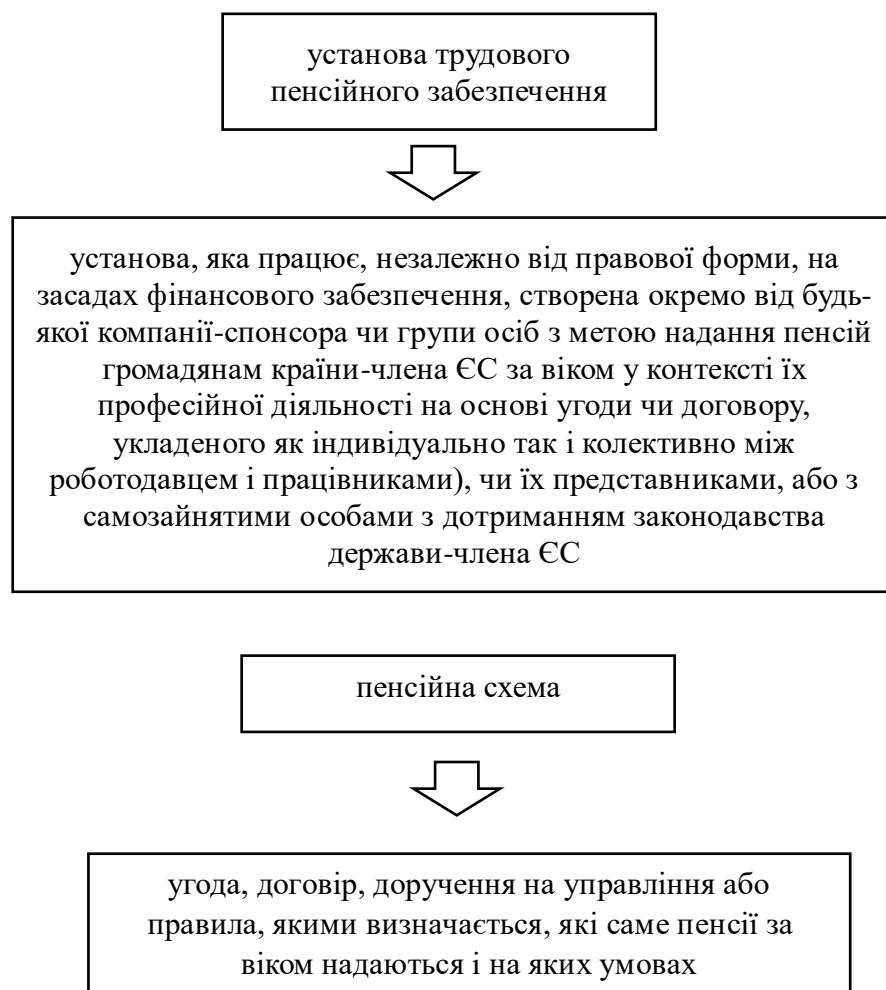 установа трудового
пенсійного забезпечення
установа, яка працює, незалежно від правової форми, на
засадах фінансового забезпечення, створена окремо від будь-
якої компанії-спонсора чи групи осіб з метою надання пенсій
громадянам країни-члена ЄС за віком у контексті їх
професійної діяльності на основі угоди чи договору,
укладеного як індивідуально так і колективно між
роботодавцем і працівниками), чи їх представниками, або з
самозайнятими особами з дотриманням законодавства
держави-члена ЄС
пенсійна схема
угода, договір, доручення на управління або
правила, якими визначається, які саме пенсії за
віком надаються і на яких умовах